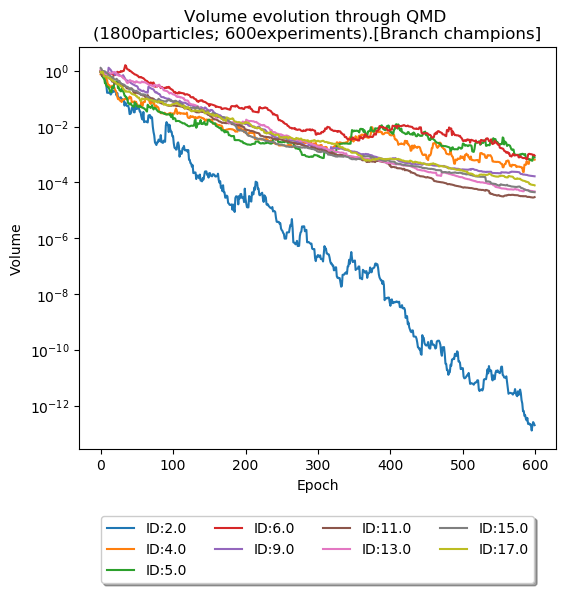 Volume evolution through QMD
(1800particles; 600experiments).[Branch champions]
Volume
10^0
10^-2
10^-4
10^-6
10^-8
10^-10
10^-12
0 100 200 300 400 500 600
Epoch
ID:2.0 ID:6.0 ID:11.0 ID:15.0
ID:4.0 ID:9.0 ID:13.0 ID:17.0
ID:5.0